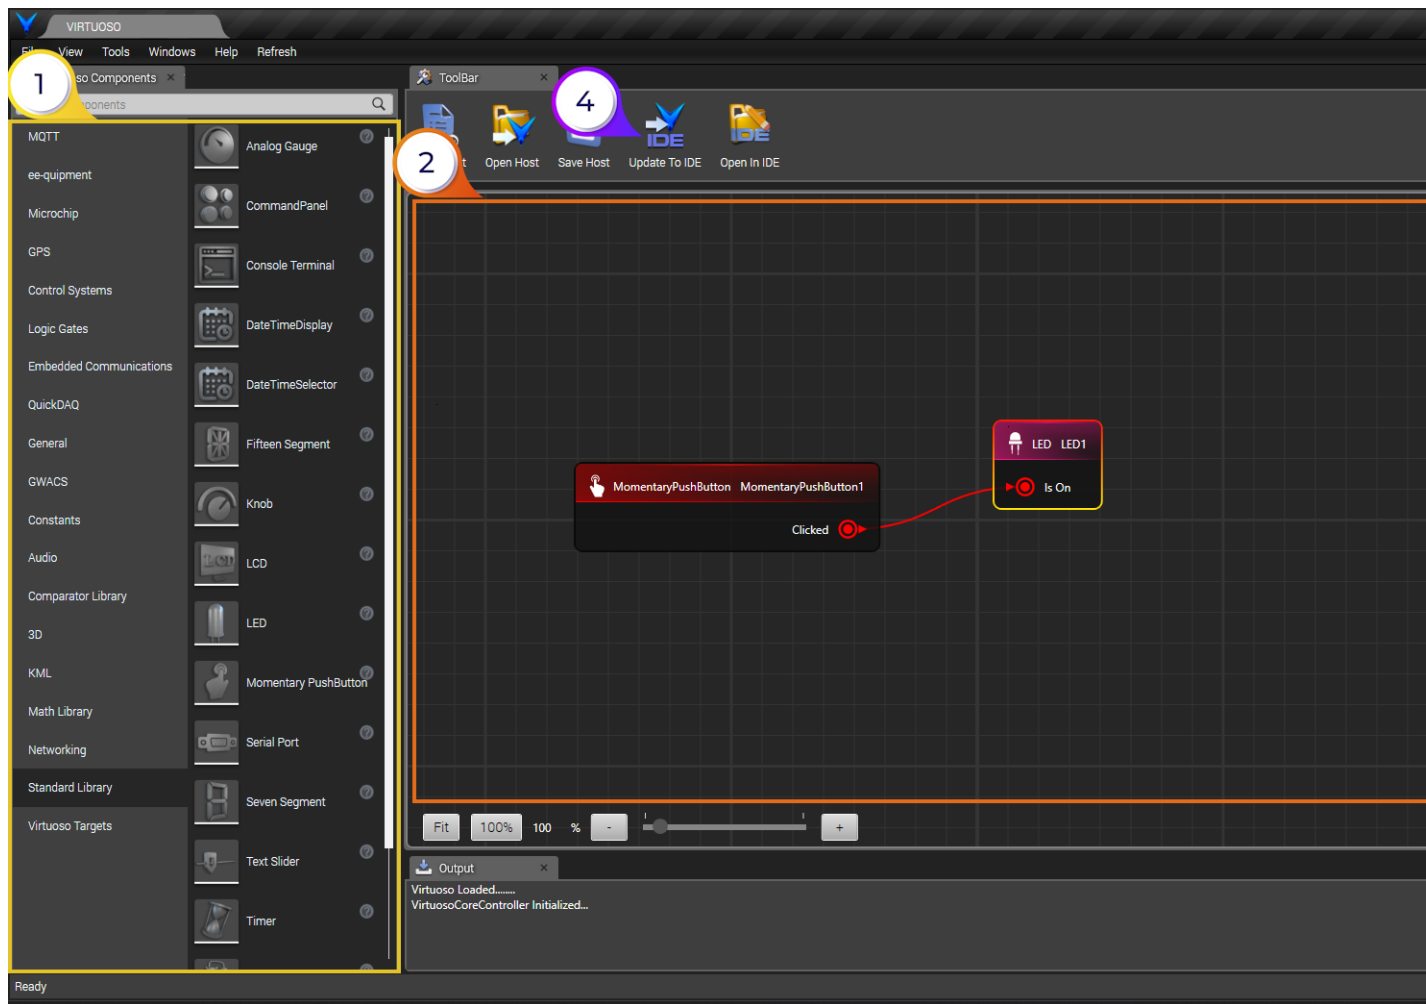 VIRTUOSO
View Tools Windows Help Refresh
1
so Components ×
ponents
ToolBar ×
4
2
Open Host
Save Host
IDE
Update To IDE
IDE
Open In IDE
MQTT
ee-quipment
Microchip
GPS
Control Systems
Logic Gates
Embedded Communications
QuickDAQ
General
GWACS
Constants
Audio
Comparator Library
3D
KML
Math Library
Networking
Standard Library
Virtuoso Targets
Analog Gauge
CommandPanel
Console Terminal
DateTimeDisplay
DateTimeSelector
Fifteen Segment
Knob
LCD
LCD
LED
Momentary PushButton
Serial Port
Seven Segment
Text Slider
Timer
MomentaryPushButton MomentaryPushButton1
Clicked
LED LED1
Is On
Fit 100% 100 % - +
Output ×
Virtuoso Loaded........
VirtuosoCoreController Initialized...
Ready